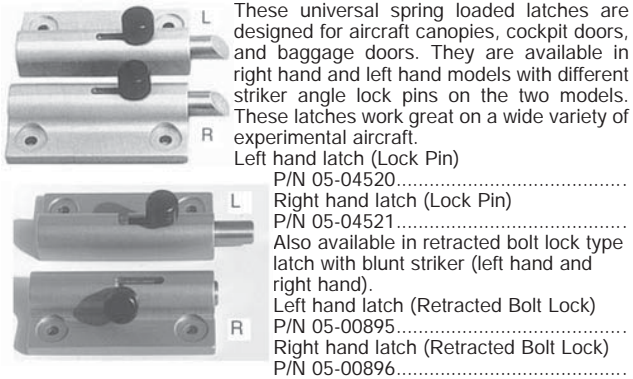 L
R
L
R
These universal spring loaded latches are
designed for aircraft canopies, cockpit doors,
and baggage doors. They are available in
right hand and left hand models with different
striker angle lock pins on the two models.
These latches work great on a wide variety of
experimental aircraft.
Left hand latch (Lock Pin)
P/N 05-04520...........................................
Right hand latch (Lock Pin)
P/N 05-04521...........................................
Also available in retracted bolt lock type
latch with blunt striker (left hand and
right hand).
Left hand latch (Retracted Bolt Lock)
P/N 05-00895...........................................
Right hand latch (Retracted Bolt Lock)
P/N 05-00896...........................................